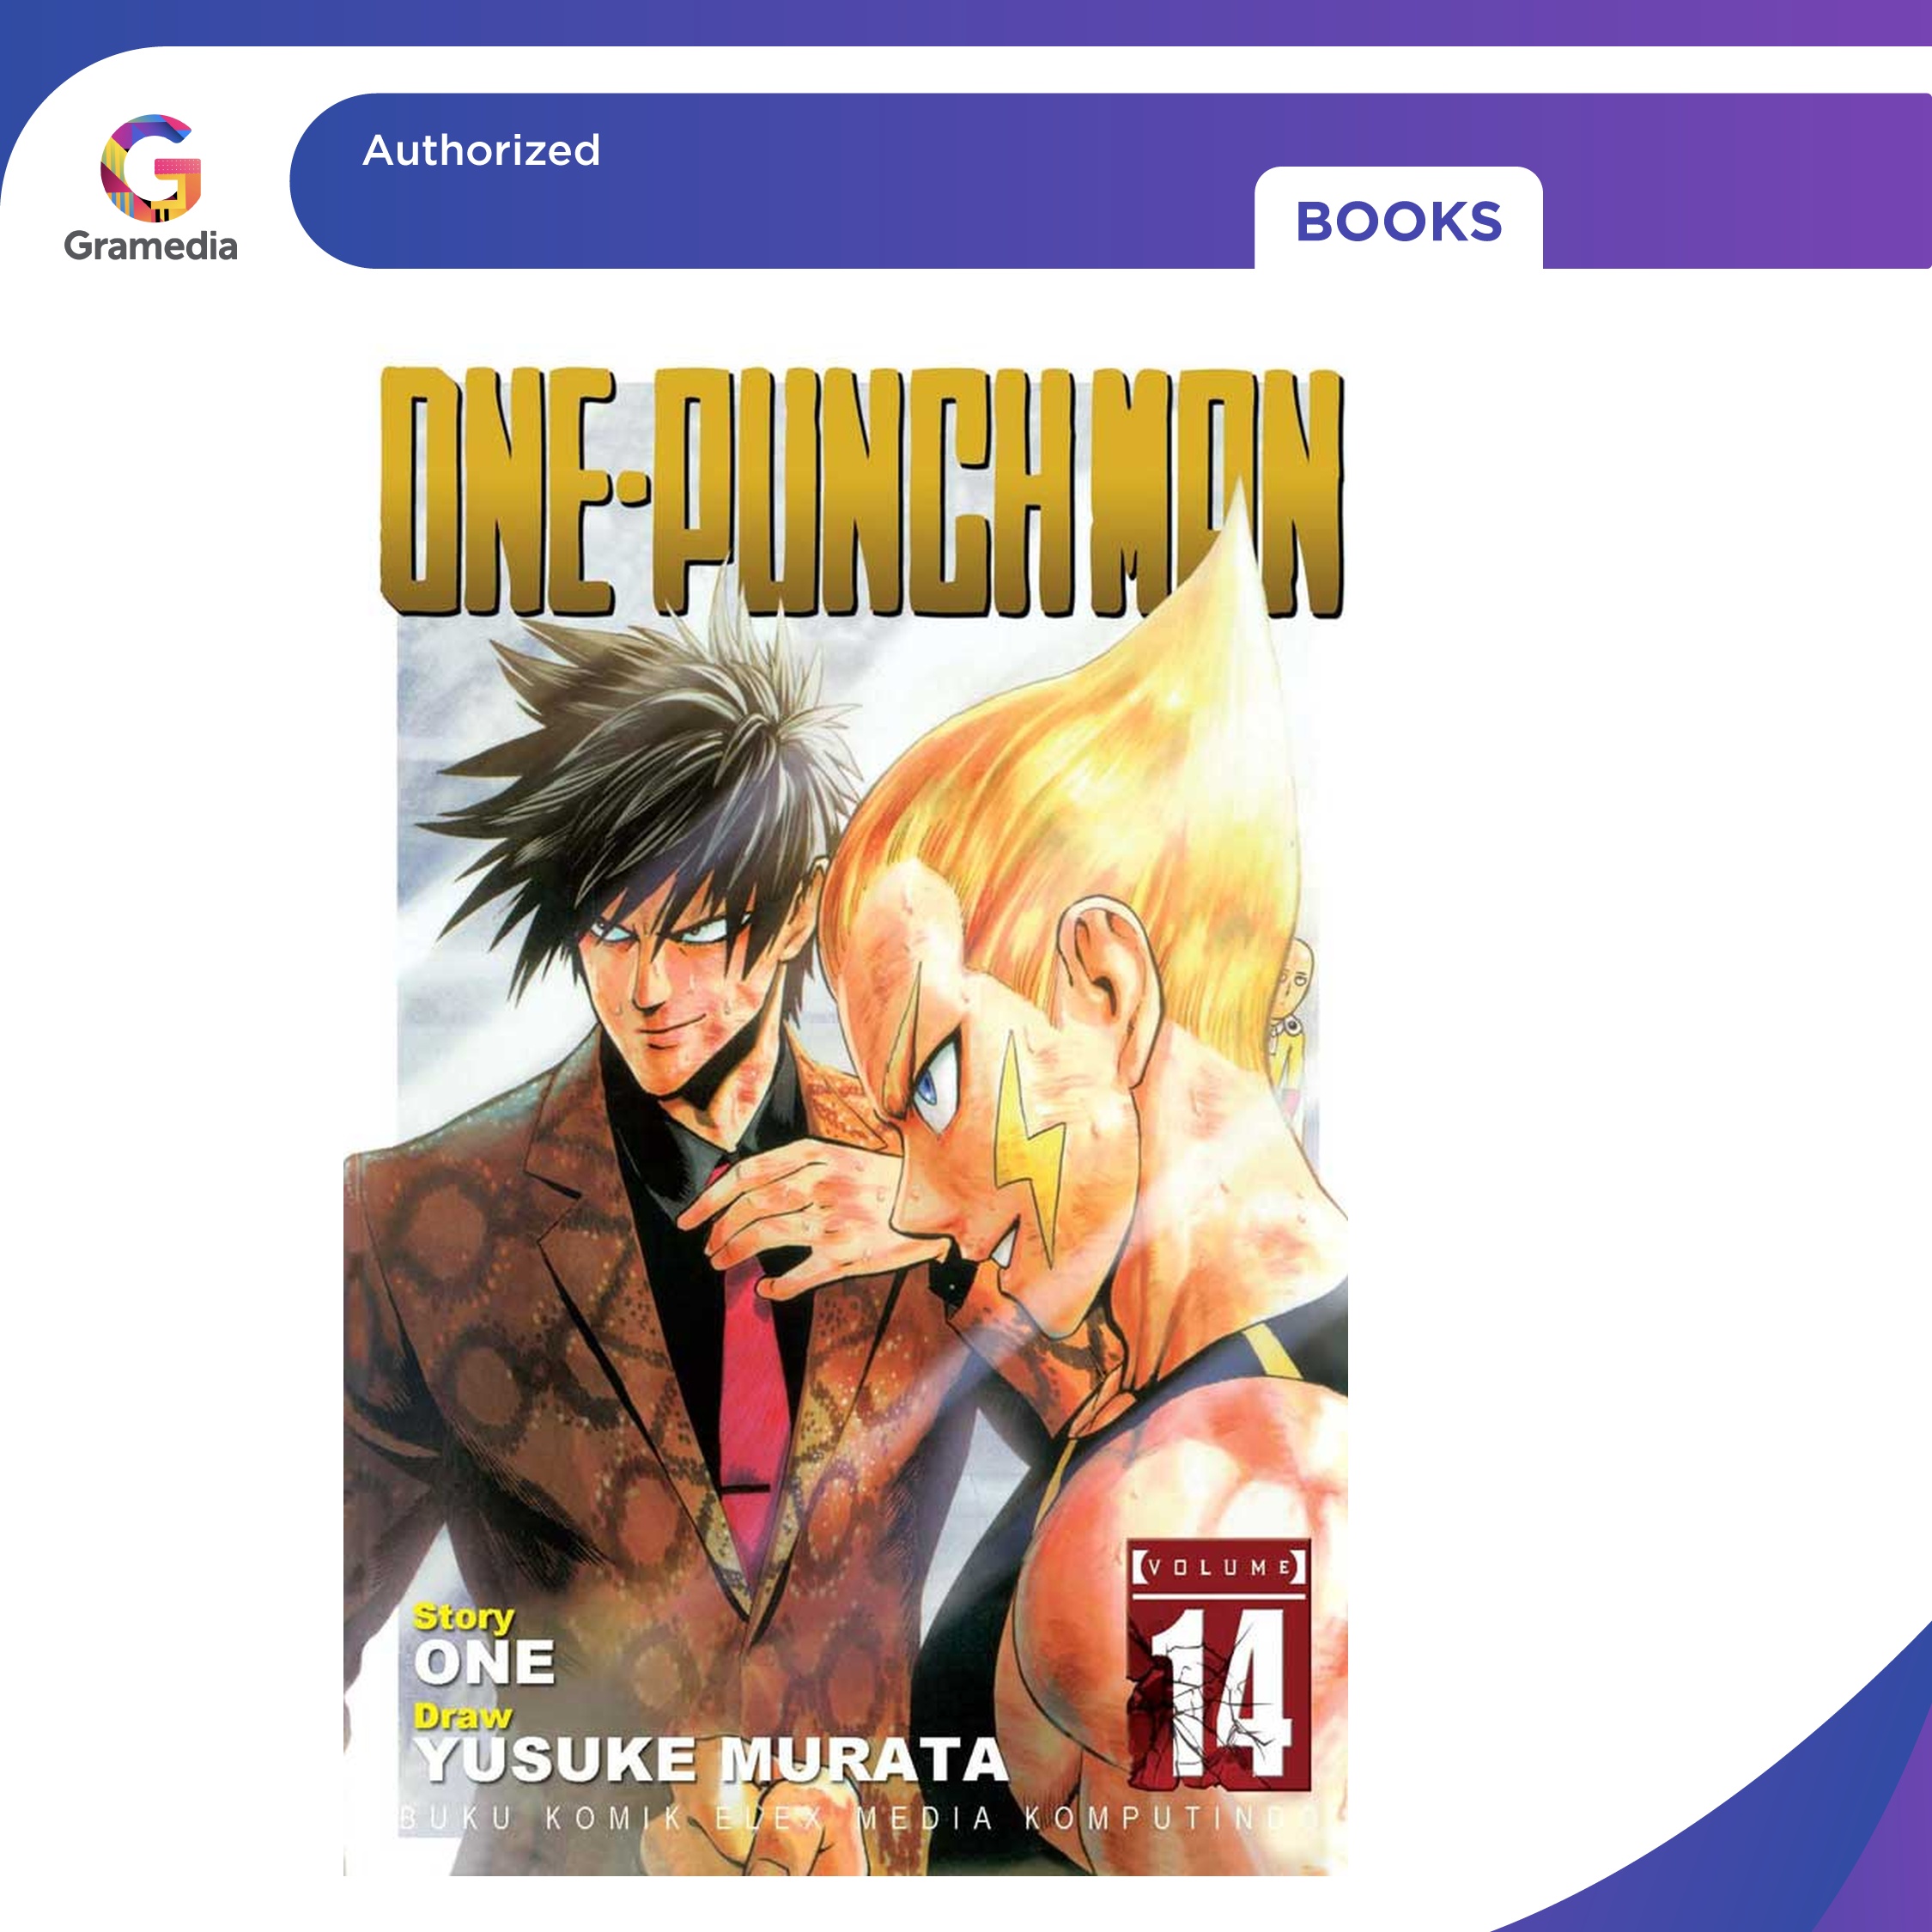 Authorized
Gramedia
BOOKS
ONE-PUNCH MAN
VOLUME
14
Story
ONE
Draw
YUSUKE MURATA
BUKU KOMIK ELEX MEDIA KOMPUTINDO